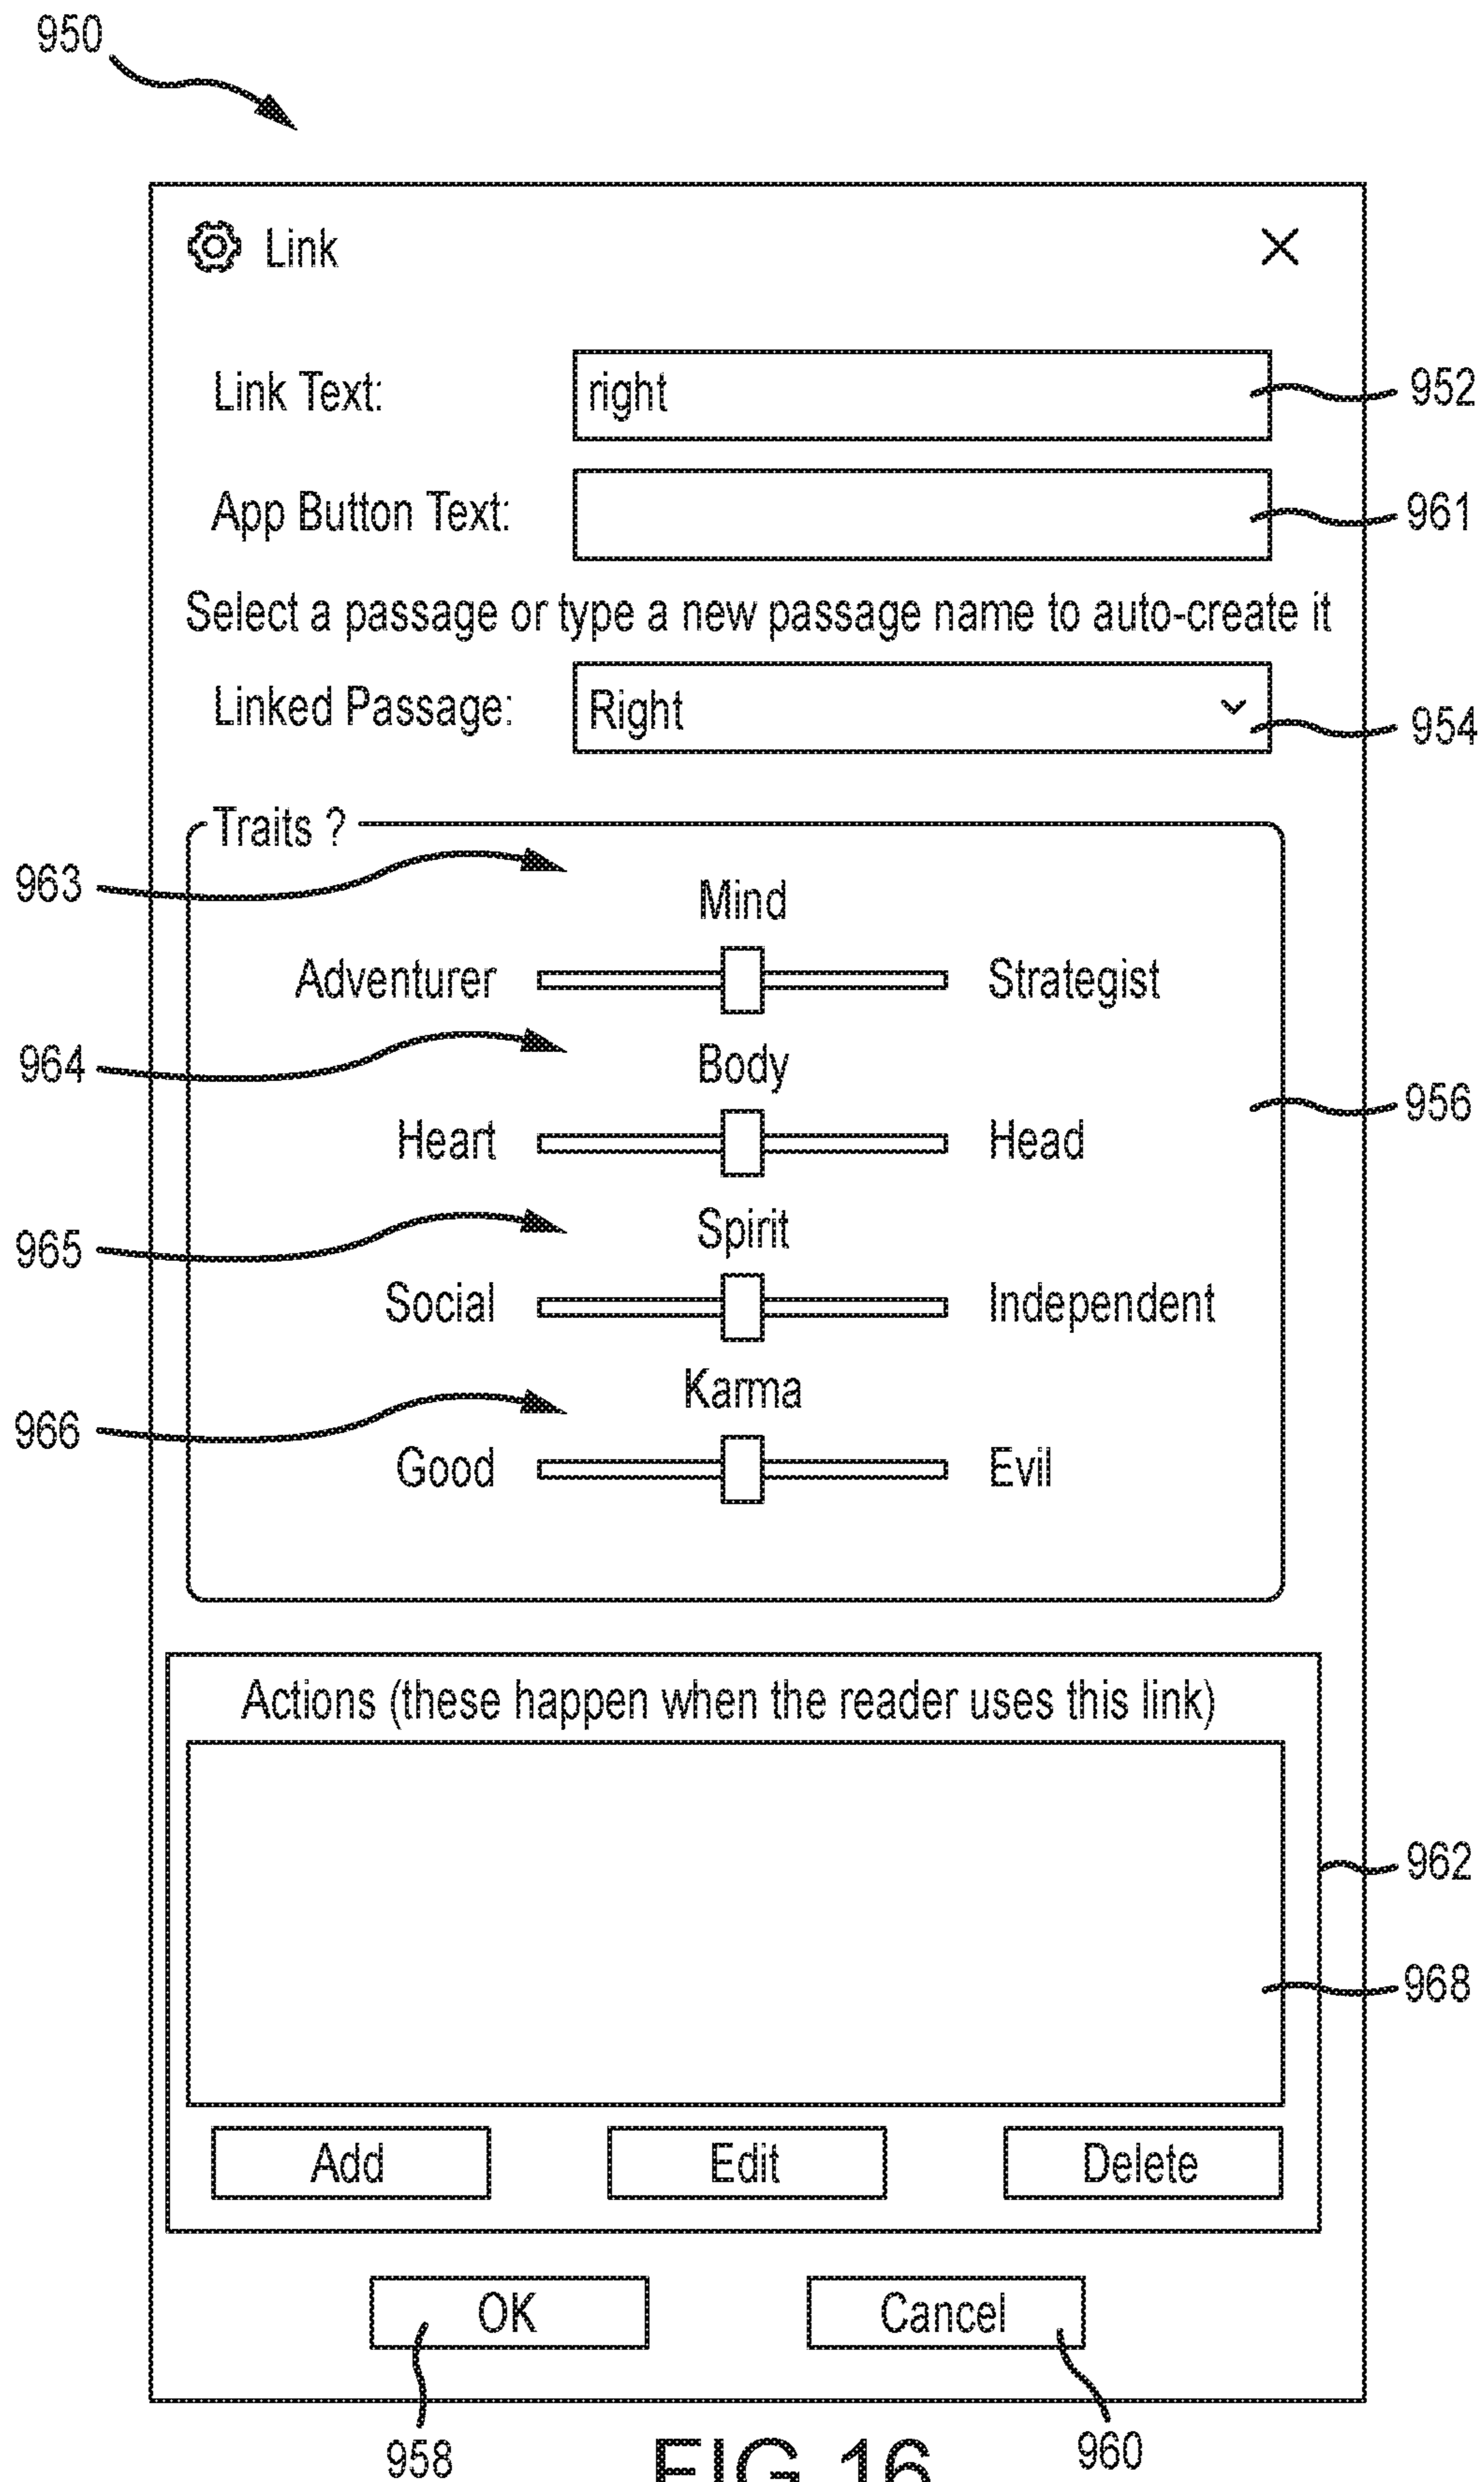 950
Link
Link Text: right 952
App Button Text: 961
Select a passage or type a new passage name to auto-create it
Linked Passage: Right 954
Traits ?
963
Mind
Adventurer Strategist
964
Body
Heart Head
956
965
Spirit
Social Independent
966
Karma
Good Evil
Actions (these happen when the reader uses this link)
962
968
Add Edit Delete
OK Cancel
958 960
FIG 16